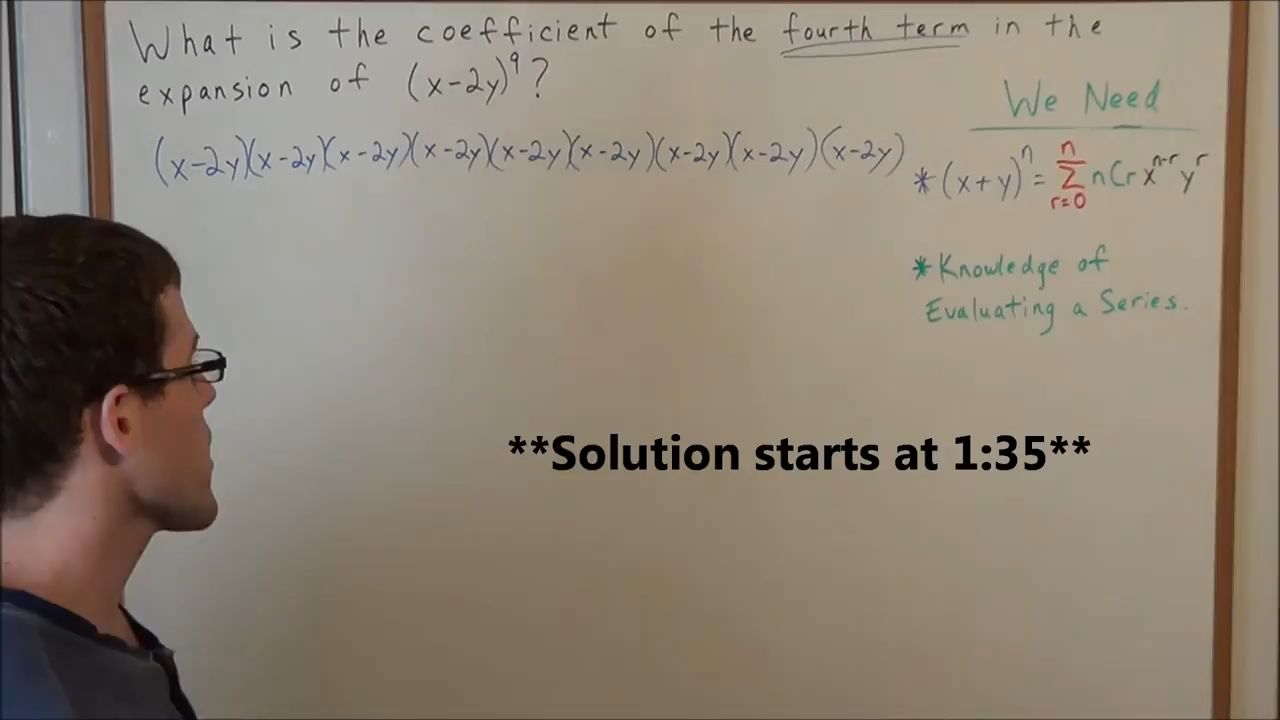 What is the coefficient of the fourth term in the
expansion of (x-2y)⁹?
(x-2y)(x-2y)(x-2y)(x-2y)(x-2y)(x-2y)(x-2y)(x-2y)(x-2y)
We Need
*(x+y)ⁿ = n Σ r=0 nCr xⁿ⁻ʳ yʳ
*Knowledge of
Evaluating a Series.
**Solution starts at 1:35**